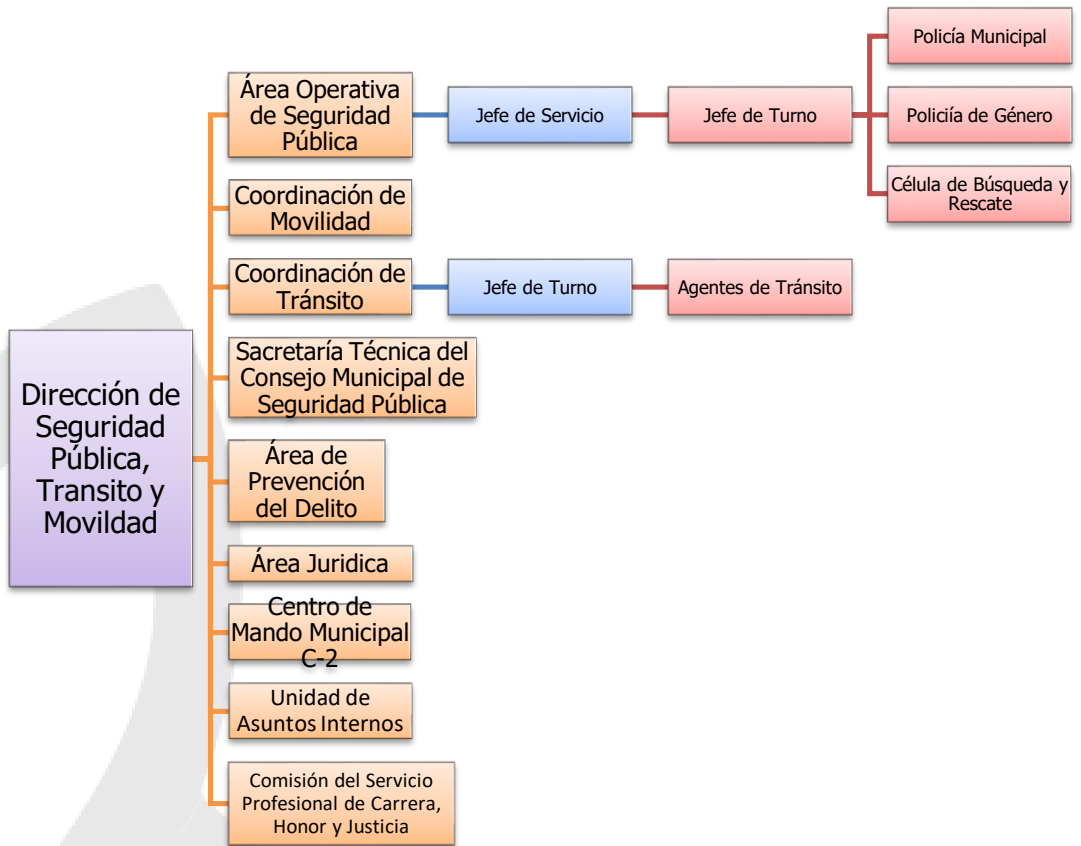 Dirección de
Seguridad
Pública,
Transito y
Movildad
Área Operativa
de Seguridad
Pública
Jefe de Servicio
Jefe de Turno
Policía Municipal
Policiía de Género
Célula de Búsqueda y
Rescate
Coordinación de
Movilidad
Coordinación de
Tránsito
Jefe de Turno
Agentes de Tránsito
Sacretaría Técnica del
Consejo Municipal de
Seguridad Pública
Área de
Prevención
del Delito
Área Juridica
Centro de
Mando Municipal
C-2
Unidad de
Asuntos Internos
Comisión del Servicio
Profesional de Carrera,
Honor y Justicia